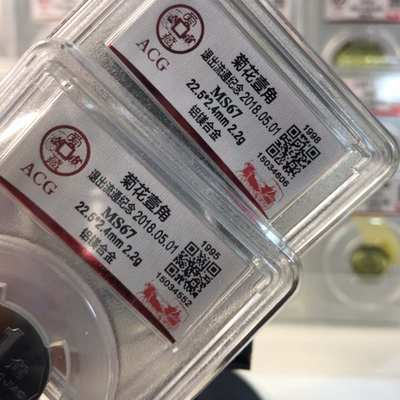 ACG
菊花壹角
退出流通纪念 2018.05.01
MS67
22.5*2.4mm 2.2g
铝镁合金
1998
15034606
ACG
菊花壹角
退出流通纪念 2018.05.01
MS67
22.5*2.4mm 2.2g
铝镁合金
1995
15034552